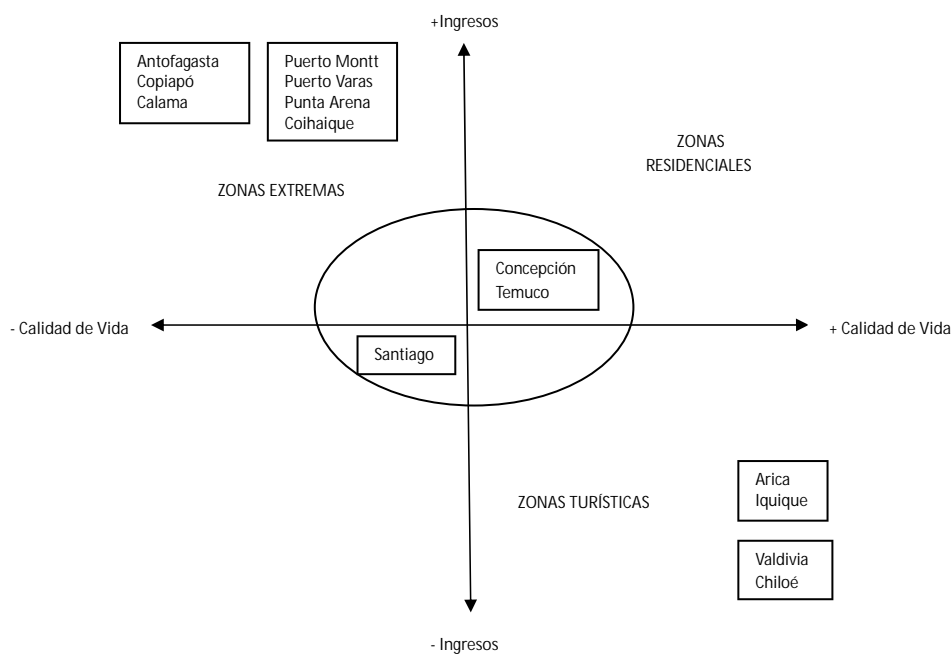 +Ingresos
Antofagasta
Copiapó
Calama
Puerto Montt
Puerto Varas
Punta Arena
Coihaique
ZONAS
RESIDENCIALES
ZONAS EXTREMAS
Concepción
Temuco
- Calidad de Vida
+ Calidad de Vida
Santiago
Arica
Iquique
ZONAS TURÍSTICAS
Valdivia
Chiloé
- Ingresos